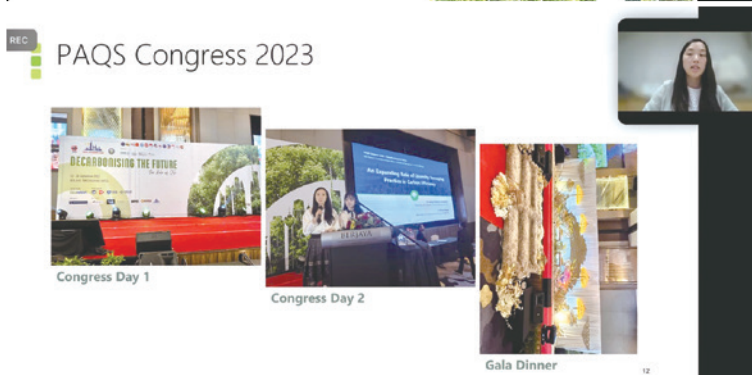 REC
PAQS Congress 2023
DECARBONISING THE FUTURE
An Expanding Role of Quantity Surveying
Practice in Carbon Efficiency
BERJAYA
Congress Day 1
Congress Day 2
Gala Dinner
12